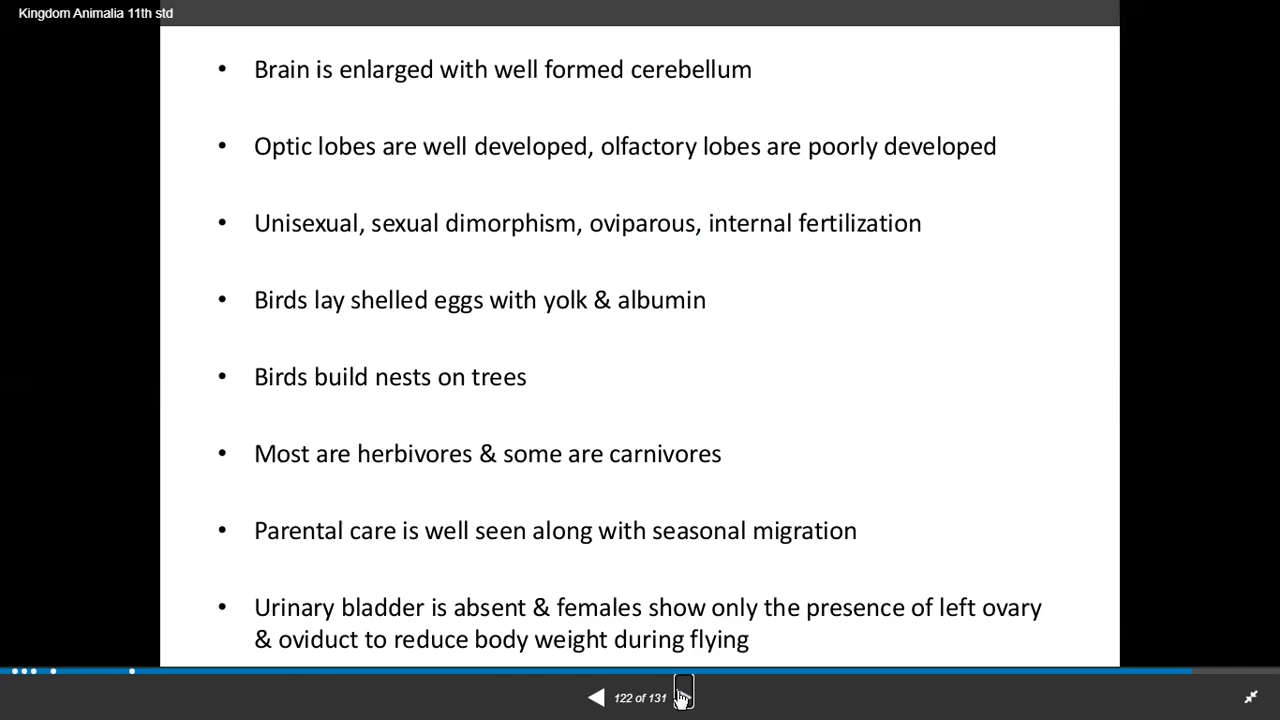 Kingdom Animalia 11th std
• Brain is enlarged with well formed cerebellum
• Optic lobes are well developed, olfactory lobes are poorly developed
• Unisexual, sexual dimorphism, oviparous, internal fertilization
• Birds lay shelled eggs with yolk & albumin
• Birds build nests on trees
• Most are herbivores & some are carnivores
• Parental care is well seen along with seasonal migration
• Urinary bladder is absent & females show only the presence of left ovary
& oviduct to reduce body weight during flying
122 of 131